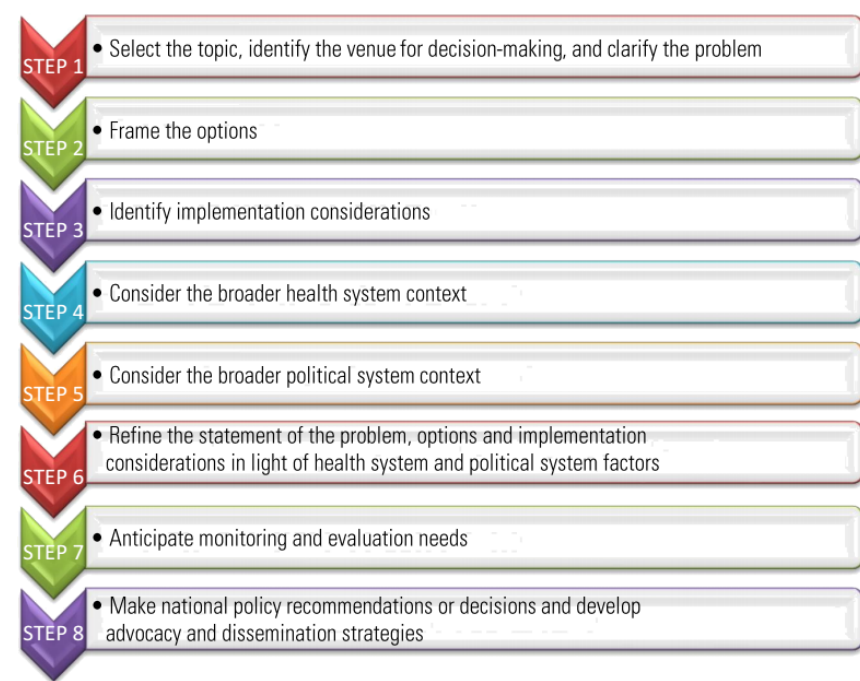 STEP 1
• Select the topic, identify the venue for decision-making, and clarify the problem
STEP 2
• Frame the options
STEP 3
• Identify implementation considerations
STEP 4
• Consider the broader health system context
STEP 5
• Consider the broader political system context
STEP 6
• Refine the statement of the problem, options and implementation
considerations in light of health system and political system factors
STEP 7
• Anticipate monitoring and evaluation needs
STEP 8
• Make national policy recommendations or decisions and develop
advocacy and dissemination strategies